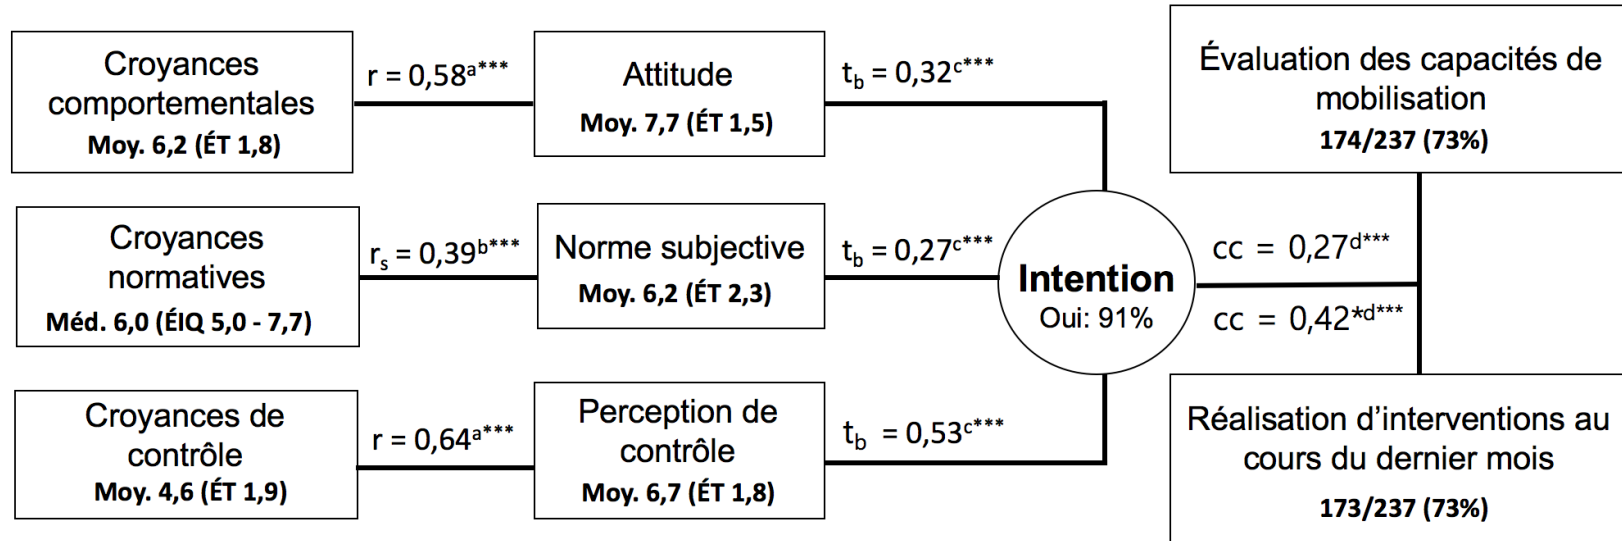 Croyances
comportementales
Moy. 6,2 (ÉT 1,8)
r = 0,58a***
Attitude
Moy. 7,7 (ÉT 1,5)
tb = 0,32c***
Évaluation des capacités de
mobilisation
174/237 (73%)
Croyances
normatives
Méd. 6,0 (ÉIQ 5,0 - 7,7)
rs = 0,39b***
Norme subjective
Moy. 6,2 (ÉT 2,3)
tb = 0,27c***
Intention
Oui: 91%
cc = 0,27d***
cc = 0,42*d***
Croyances de
contrôle
Moy. 4,6 (ÉT 1,9)
r = 0,64a***
Perception de
contrôle
Moy. 6,7 (ÉT 1,8)
tb = 0,53c***
Réalisation d’interventions au
cours du dernier mois
173/237 (73%)